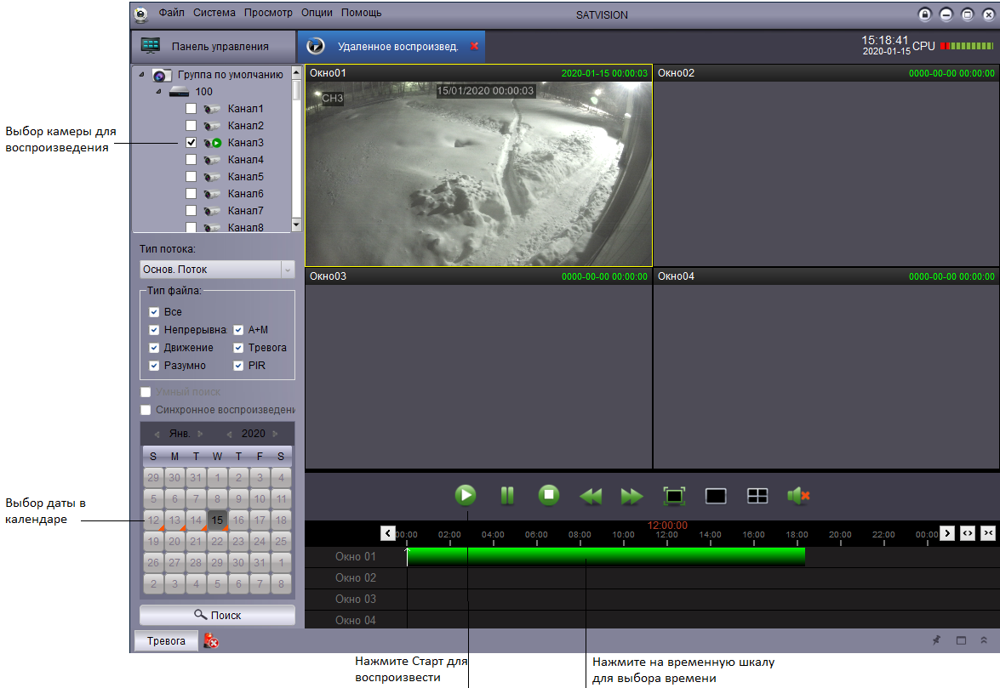 Файл Система Просмотр Опции Помощь SATVISION
Панель управления Удаленное воспроизвед. 15:18:41 2020-01-15 CPU
Группа по умолчанию
100
Канал1
Канал2
Канал3
Канал4
Канал5
Канал6
Канал7
Канал8
Выбор камеры для
воспроизведения
Окно01 2020-01-15 00:00:03
CH3 15/01/2020 00:00:03
Окно02 0000-00-00 00:00:00
Окно03 0000-00-00 00:00:00
Окно04 0000-00-00 00:00:00
Тип потока:
Основ. Поток
Тип файла:
Все
Непрерывна A+M
Движение Тревога
Разумно PIR
Умный поиск
Синхронное воспроизведени
Янв. 2020
S M T W T F S
29 30 31 1 2 3 4
5 6 7 8 9 10 11
12 13 14 15 16 17 18
19 20 21 22 23 24 25
26 27 28 29 30 31 1
2 3 4 5 6 7 8
Выбор даты в
календаре
Поиск
Тревога
12:00:00
00:00 02:00 04:00 06:00 08:00 10:00 12:00 14:00 16:00 18:00 20:00 22:00 00:00
Окно 01
Окно 02
Окно 03
Окно 04
Нажмите Старт для
воспроизвести
Нажмите на временную шкалу
для выбора времени